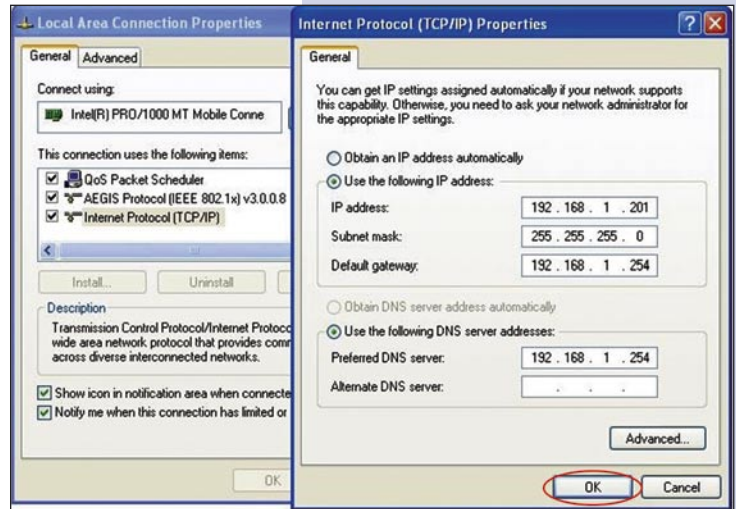 Local Area Connection Properties
General Advanced
Connect using:
Intel(R) PRO/1000 MT Mobile Conne
This connection uses the following items:
QoS Packet Scheduler
AEGIS Protocol (IEEE 802.1x) v3.0.0.8
Internet Protocol (TCP/IP)
Install... Uninstall
Description
Transmission Control Protocol/Internet Protoco
wide area network protocol that provides com
across diverse interconnected networks.
Show icon in notification area when connecte
Notify me when this connection has limited or
OK
Internet Protocol (TCP/IP) Properties
General
You can get IP settings assigned automatically if your network supports
this capability. Otherwise, you need to ask your network administrator for
the appropriate IP settings.
Obtain an IP address automatically
Use the following IP address:
IP address: 192 . 168 . 1 . 201
Subnet mask: 255 . 255 . 255 . 0
Default gateway: 192 . 168 . 1 . 254
Obtain DNS server address automatically
Use the following DNS server addresses:
Preferred DNS server: 192 . 168 . 1 . 254
Alternate DNS server: . . .
Advanced...
OK Cancel